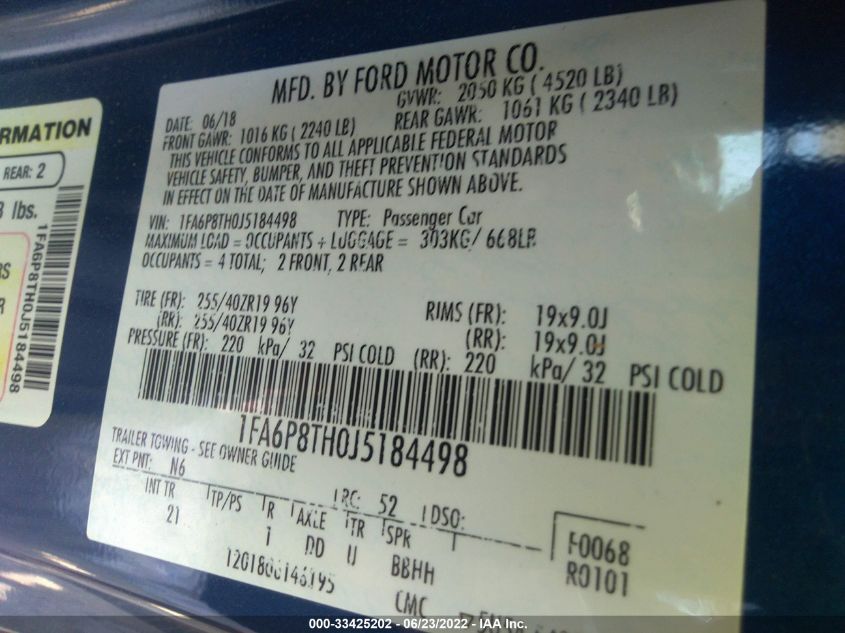 RMATION
REAR: 2
lbs.
RS
R
1FA6P8TH0J5184498
MFD. BY FORD MOTOR CO.
DATE: 06/18 GVWR: 2050 KG ( 4520 LB)
FRONT GAWR: 1016 KG ( 2240 LB) REAR GAWR: 1061 KG ( 2340 LB)
THIS VEHICLE CONFORMS TO ALL APPLICABLE FEDERAL MOTOR
VEHICLE SAFETY, BUMPER, AND THEFT PREVENTION STANDARDS
IN EFFECT ON THE DATE OF MANUFACTURE SHOWN ABOVE.
VIN: 1FA6P8TH0J5184498 TYPE: Passenger Car
MAXIMUM LOAD = OCCUPANTS + LUGGAGE = 303KG/ 668LB
OCCUPANTS = 4 TOTAL; 2 FRONT, 2 REAR
TIRE (FR): 255/40ZR19 96Y RIMS (FR): 19x9.0J
(RR): 255/40ZR19 96Y (RR): 19x9.0J
PRESSURE (FR): 220 kPa/ 32 PSI COLD (RR): 220 kPa/ 32 PSI COLD
1FA6P8TH0J5184498
TRAILER TOWING - SEE OWNER GUIDE
EXT PNT: N6 RC: 52 DSO:
INT TR TP/PS R AXLE TR SPR F0068
21 1 DD U BBHH R0101
CMC
000-33425202 - 06/23/2022 - IAA Inc.